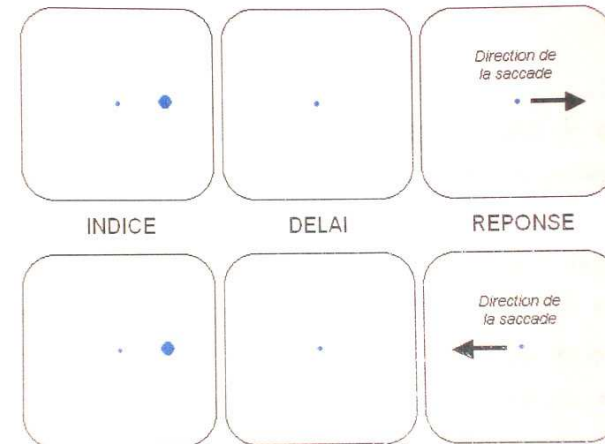 Direction de
la saccade
INDICE DELAI REPONSE
Direction de
la saccade